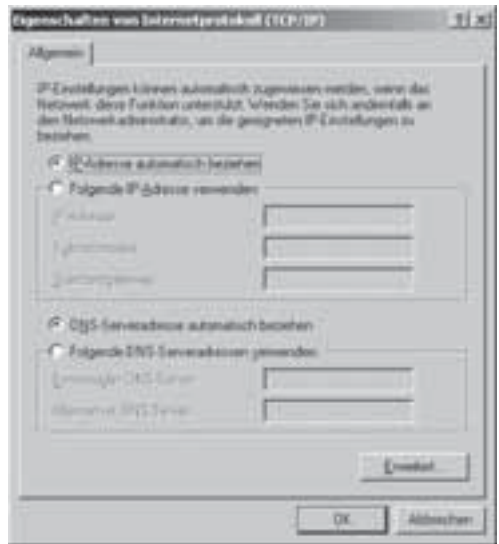 Eigenschaften von Internetprotokoll (TCP/IP)
Allgemein
IP-Einstellungen können automatisch zugewiesen werden, wenn das
Netzwerk diese Funktion unterstützt. Wenden Sie sich andernfalls an
den Netzwerkadministrator, um die geeigneten IP-Einstellungen zu
beziehen.
IP-Adresse automatisch beziehen
Folgende IP-Adresse verwenden:
IP-Adresse:
Subnetzmaske:
Standardgateway:
DNS-Serveradresse automatisch beziehen
Folgende DNS-Serveradressen verwenden:
Bevorzugter DNS-Server:
Alternativer DNS-Server:
Erweitert...
OK
Abbrechen